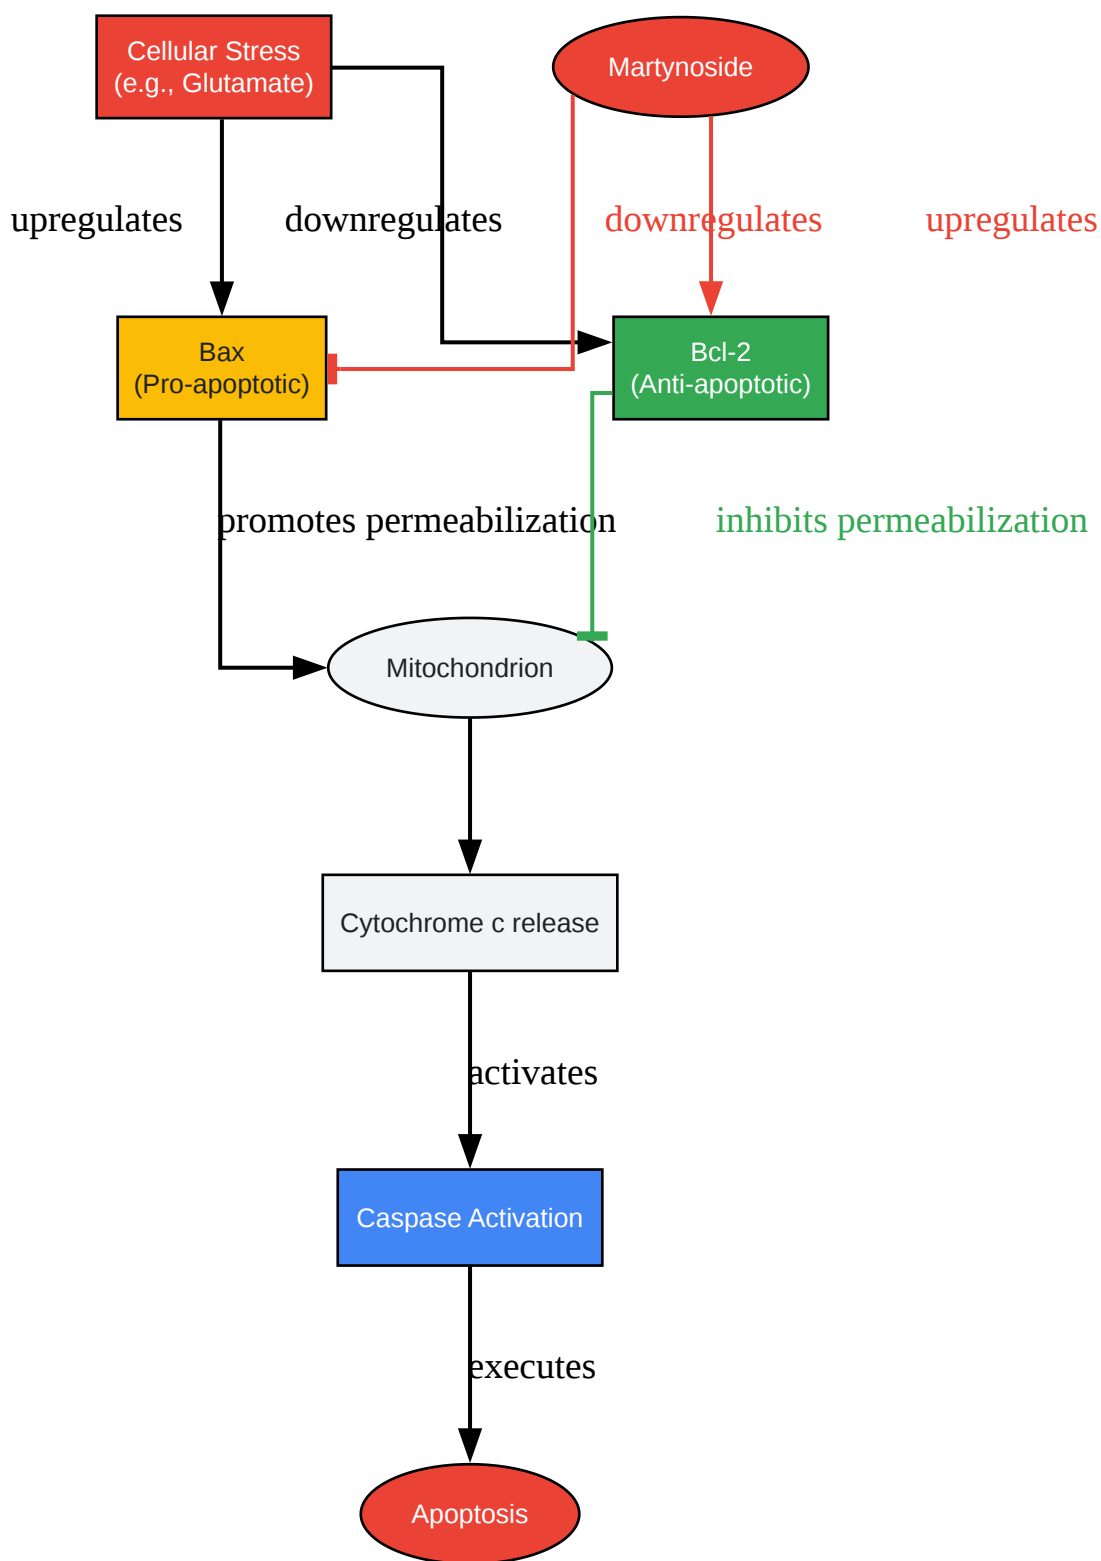 Cellular Stress
(e.g., Glutamate)
Martynoside
upregulates
downregulates
downregulates
upregulates
Bax
(Pro-apoptotic)
Bcl-2
(Anti-apoptotic)
promotes permeabilization
inhibits permeabilization
Mitochondrion
Cytochrome c release
activates
Caspase Activation
executes
Apoptosis